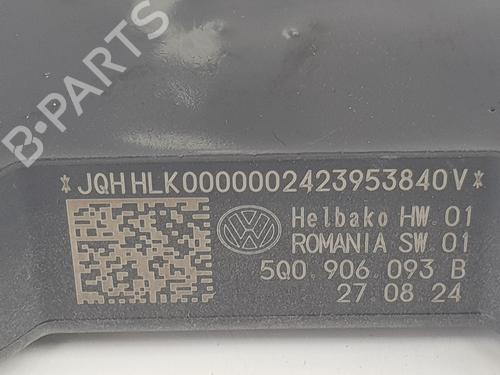 B-PARTS
*JQHHLK0000002423953840V*
Helbako HW.01
ROMANIA SW.01
5Q0.906.093 B
27.08.24